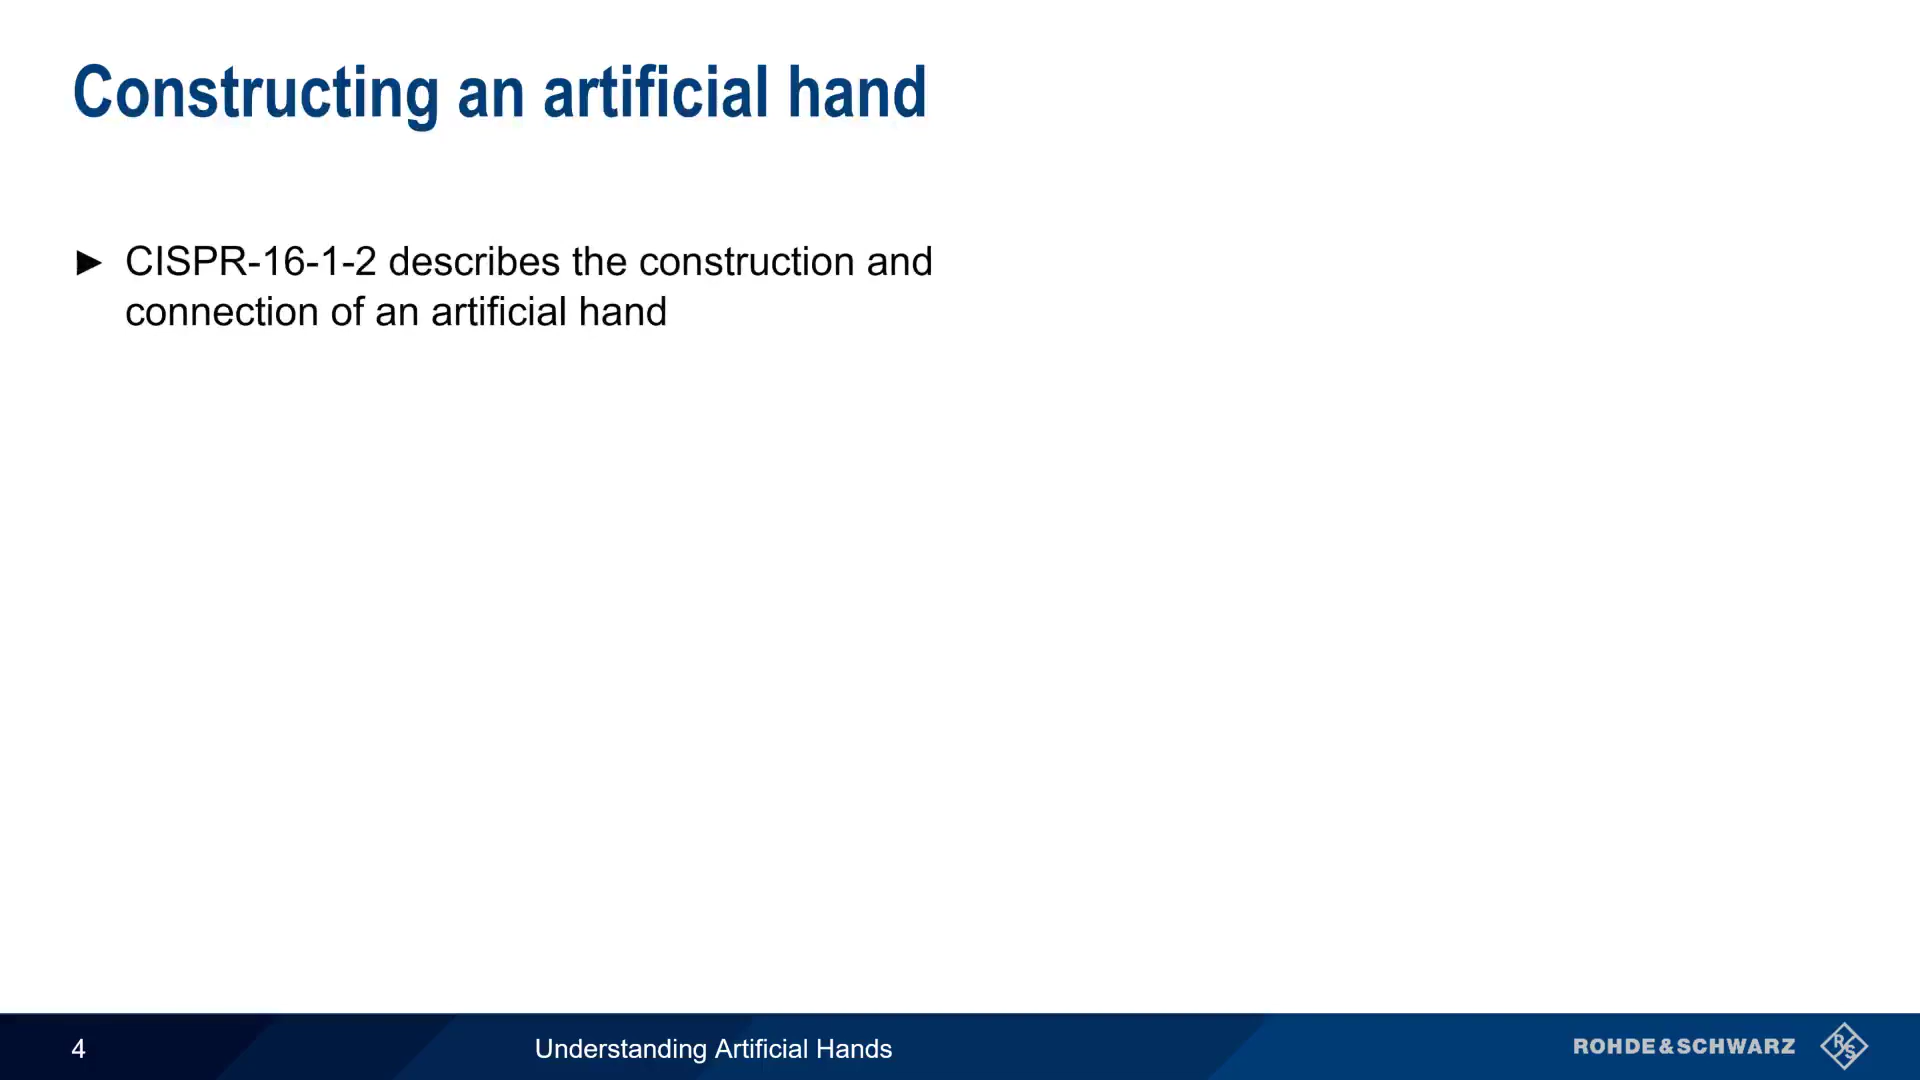 Constructing an artificial hand
► CISPR-16-1-2 describes the construction and
connection of an artificial hand
4
Understanding Artificial Hands
ROHDE&SCHWARZ
R
S